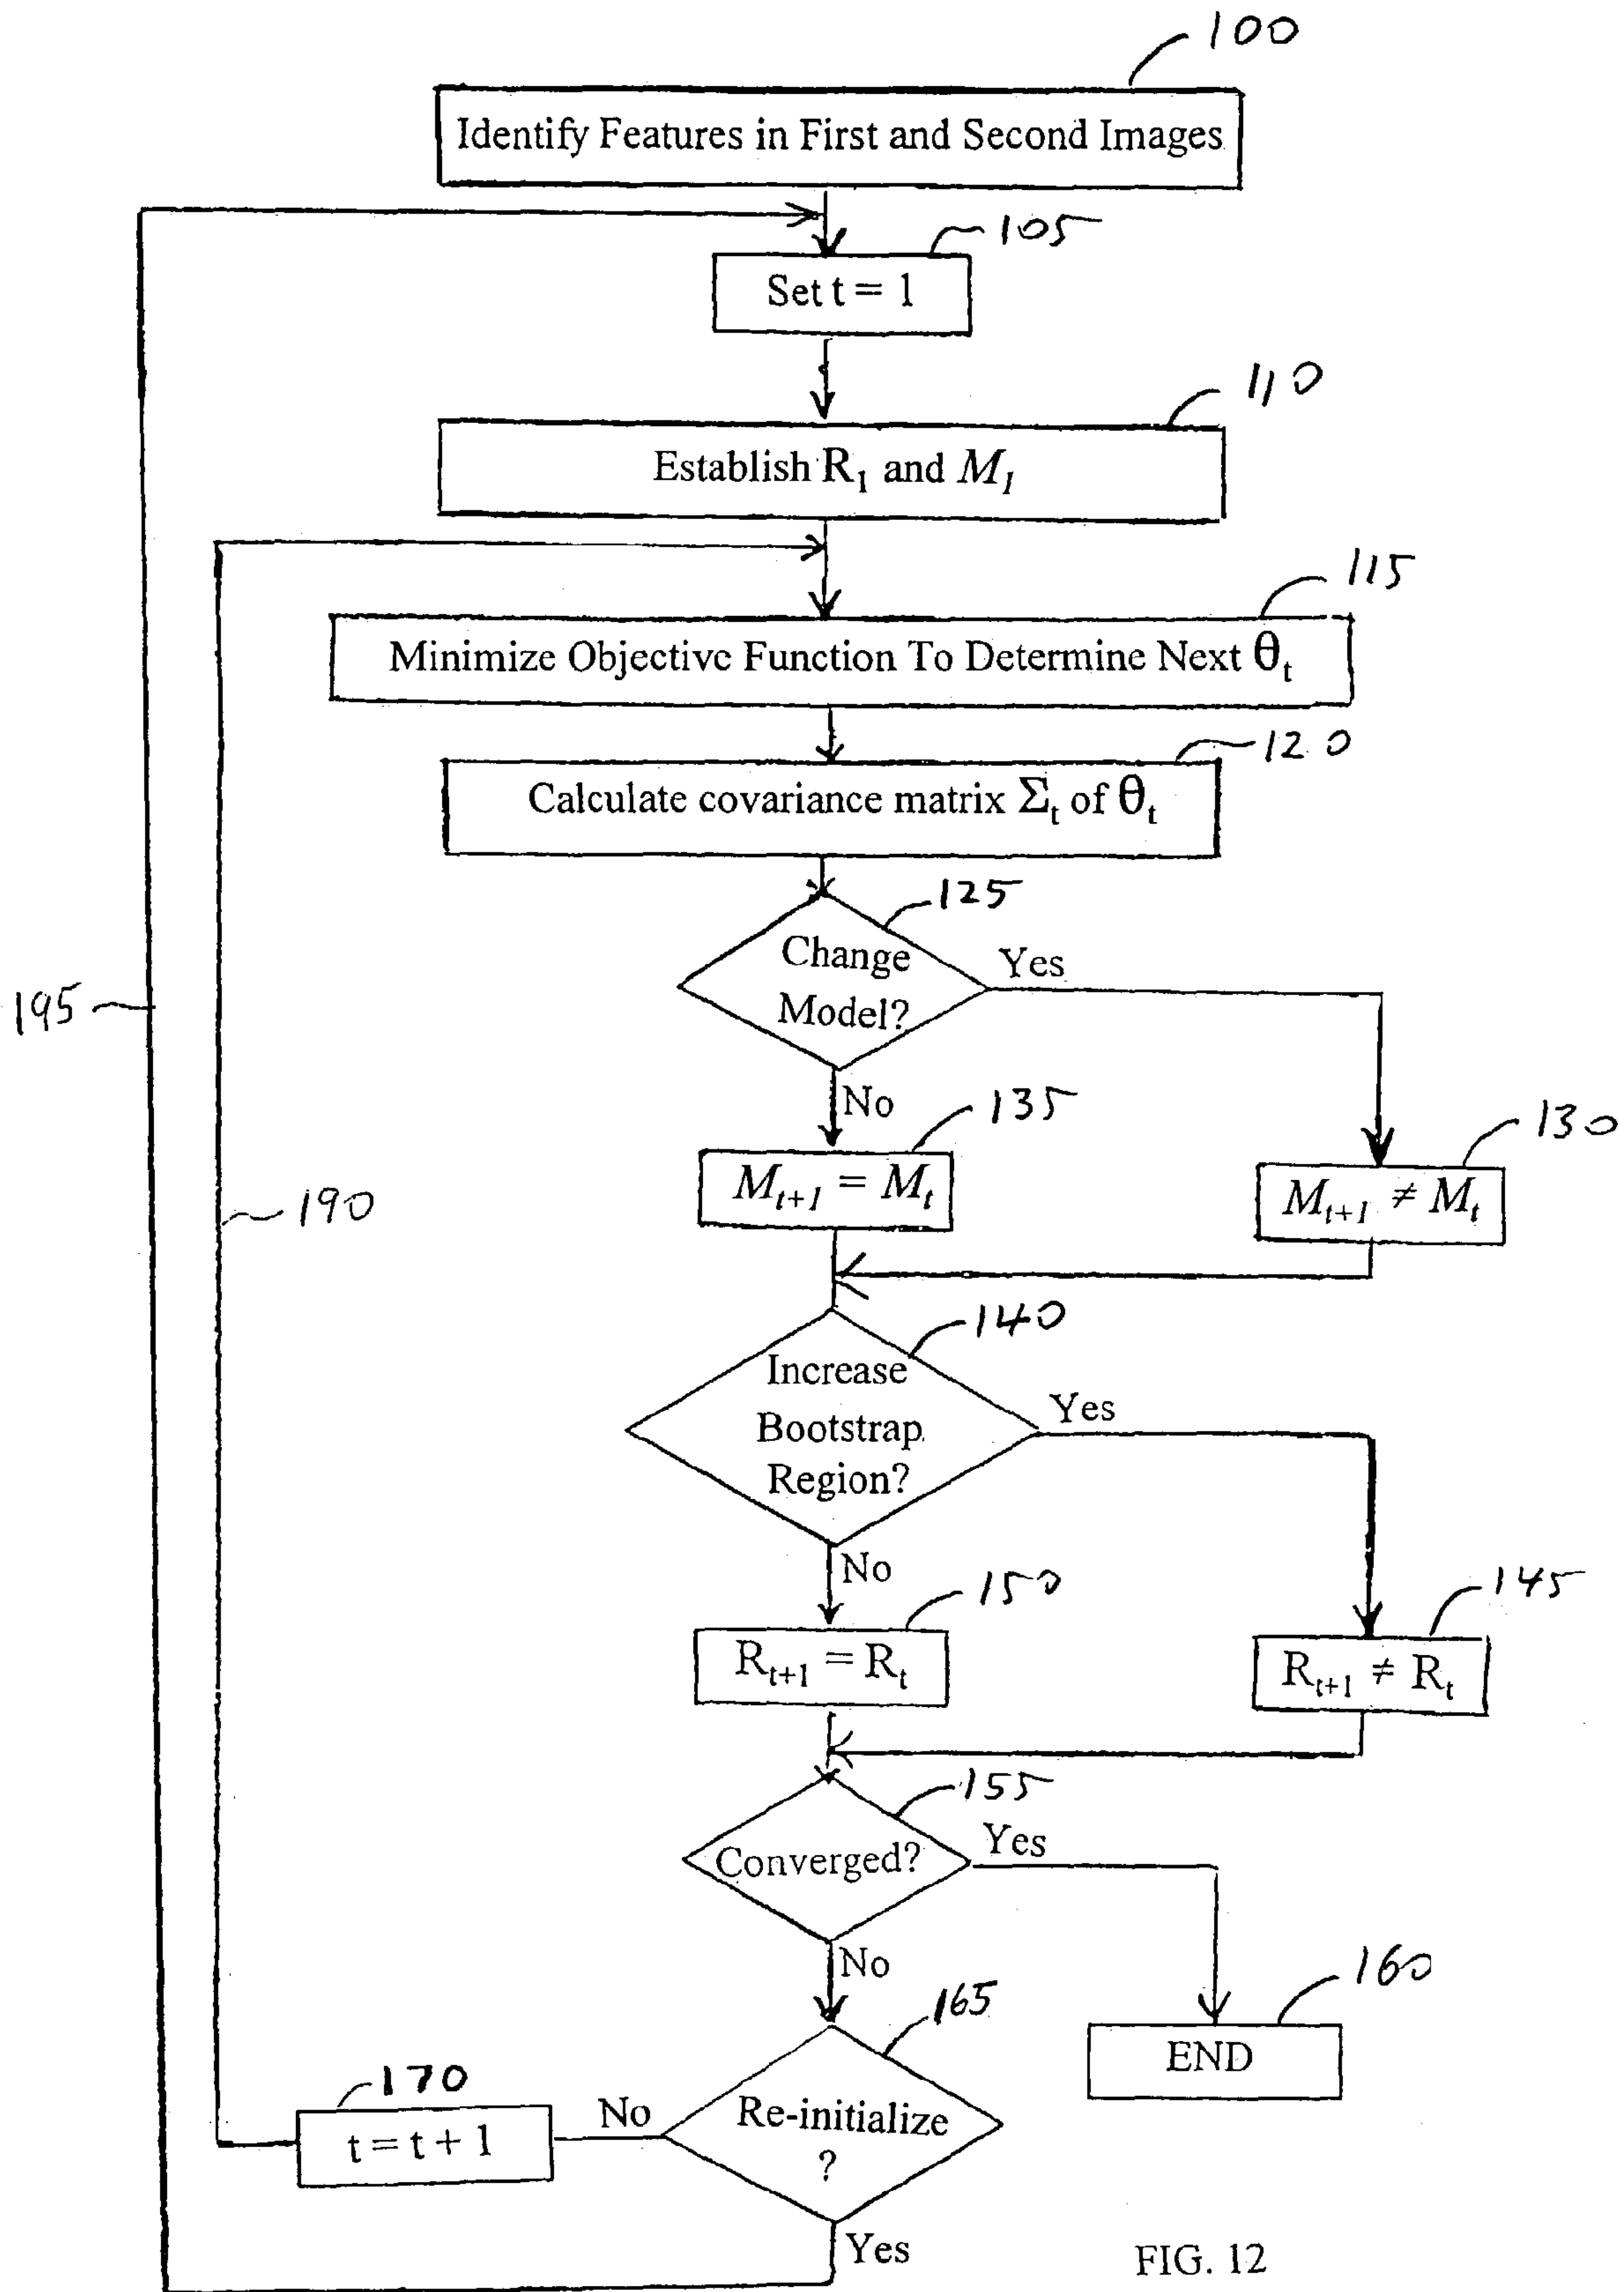 100
Identify Features in First and Second Images
105
Set t = 1
110
Establish R₁ and M₁
115
Minimize Objective Function To Determine Next θₜ
120
Calculate covariance matrix Σₜ of θₜ
125
Change
Model?
Yes
195
No
135
130
Mₜ₊₁ = Mₜ
Mₜ₊₁ ≠ Mₜ
190
140
Increase
Bootstrap
Region?
Yes
No
150
145
Rₜ₊₁ = Rₜ
Rₜ₊₁ ≠ Rₜ
155
Converged?
Yes
No
160
165
END
170
t = t + 1
No
Re-initialize
?
Yes
FIG. 12